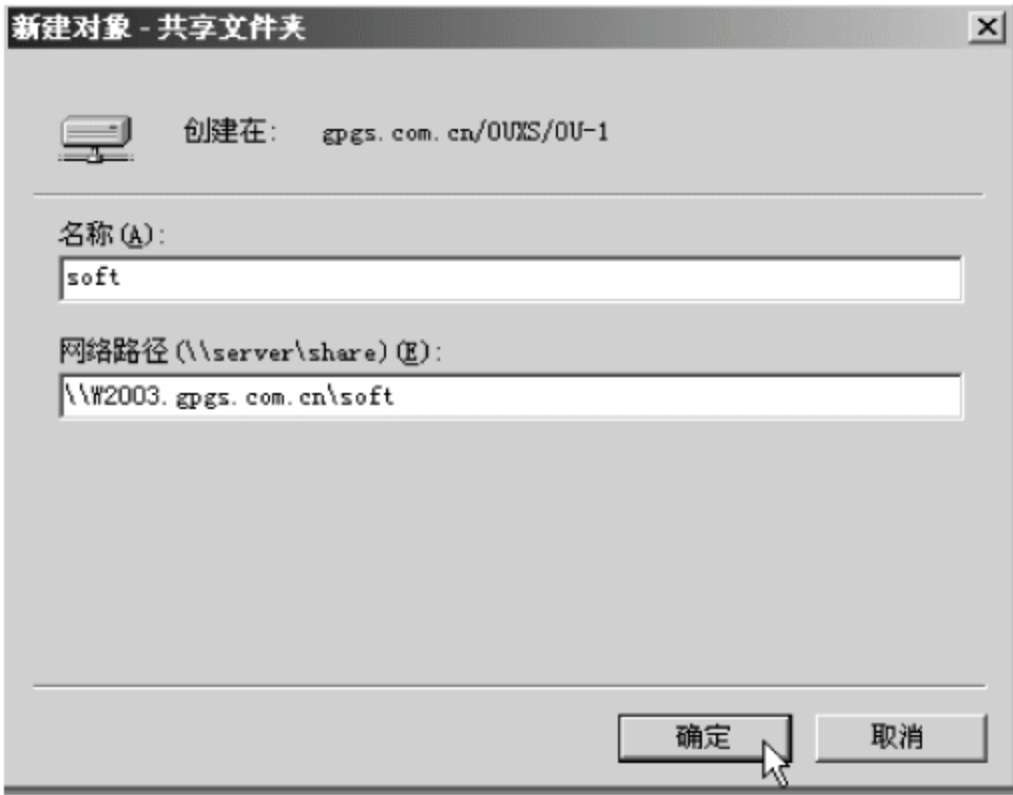 新建对象 - 共享文件夹
创建在: gpgs.com.cn/OUXS/OU-1
名称(A):
soft
网络路径(\\server\share)(E):
\\W2003.gpgs.com.cn\soft
确定 取消